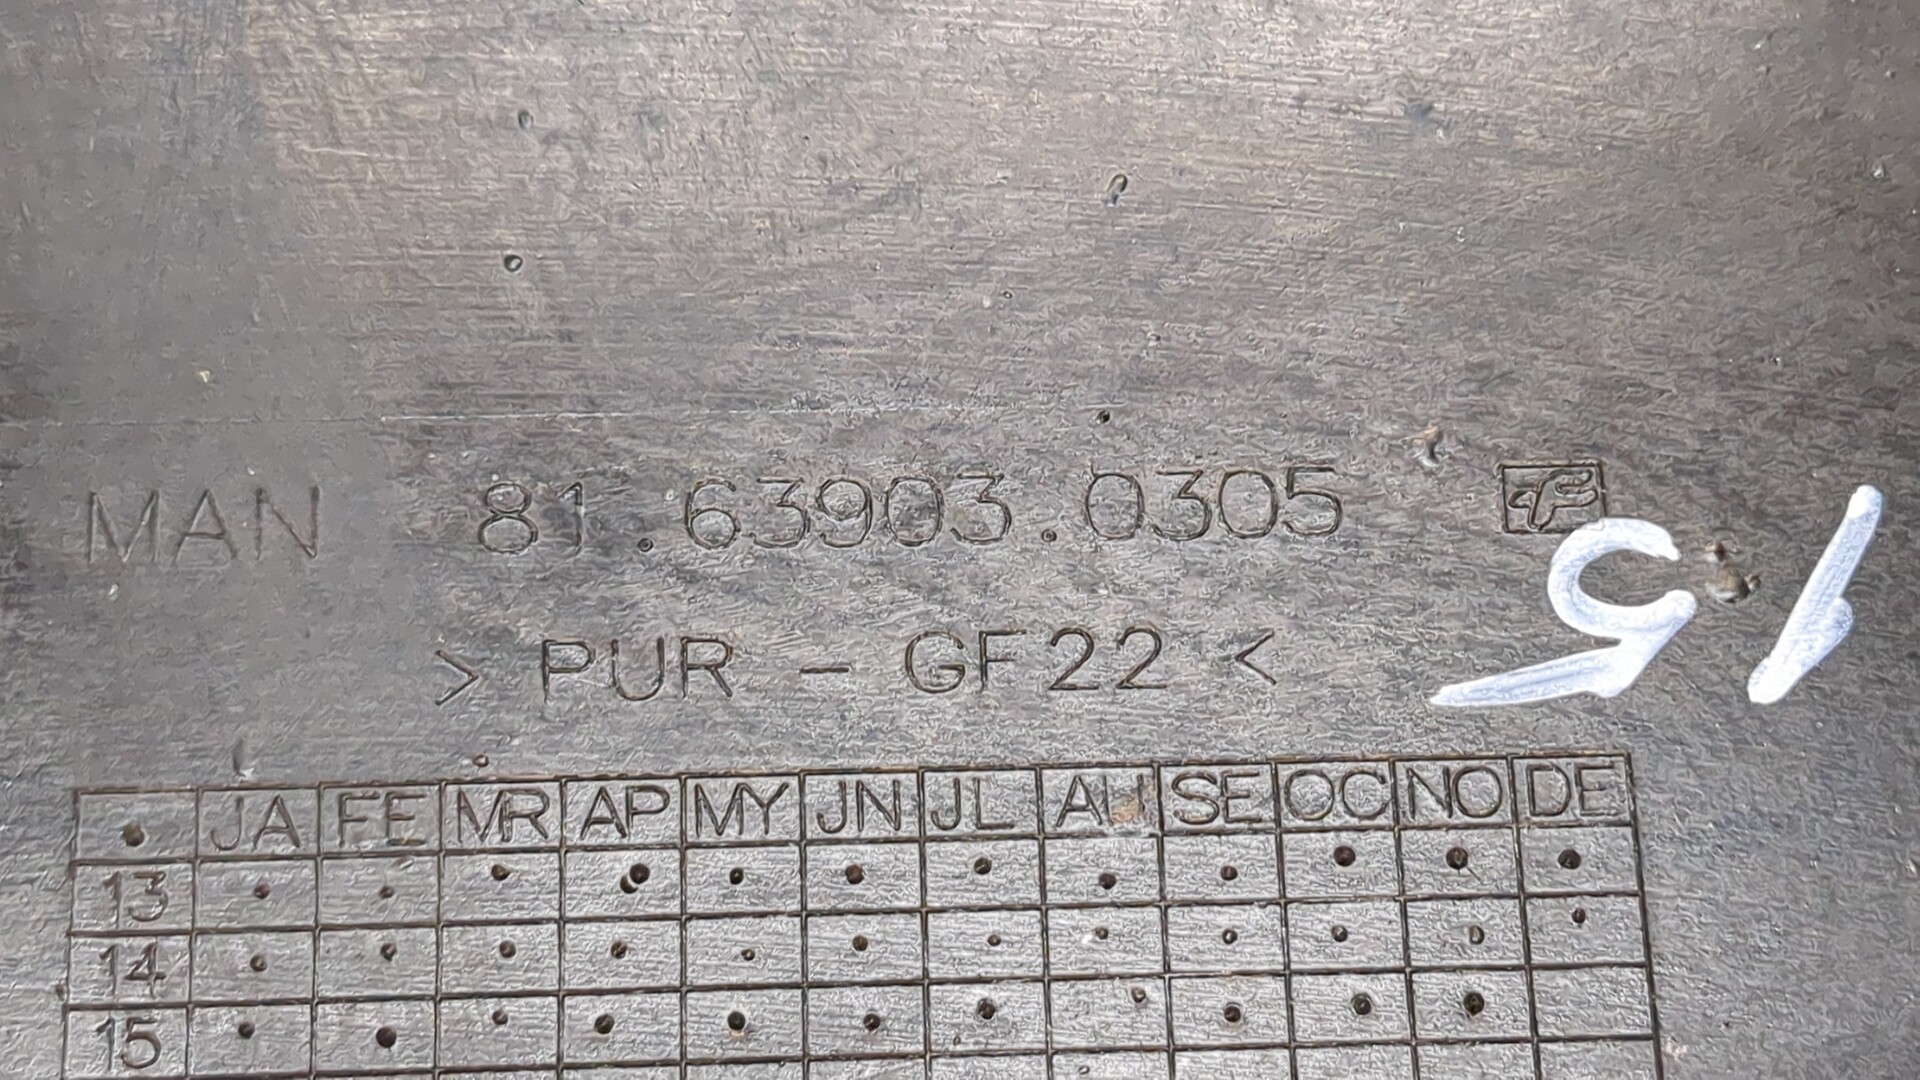 MAN 81.63903.0305
>PUR - GF22<
15
JA FE MR AP MY JN JL AU SE OC NO DE
13
14
15